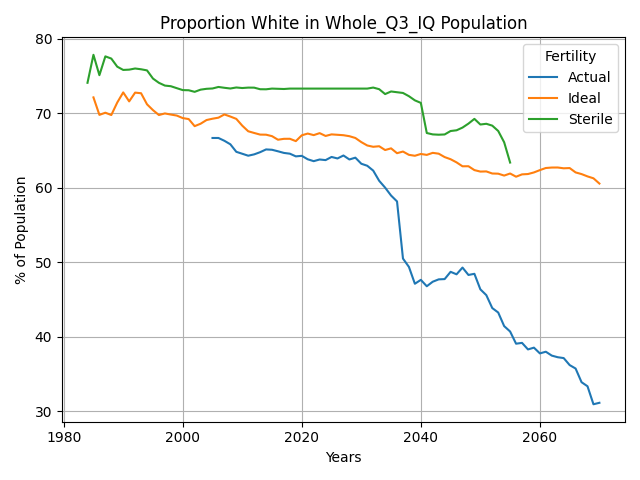 Proportion White in Whole_Q3_IQ Population
% of Population
80
70
60
50
40
30
1980
2000
2020
2040
2060
Years
Fertility
Actual
Ideal
Sterile